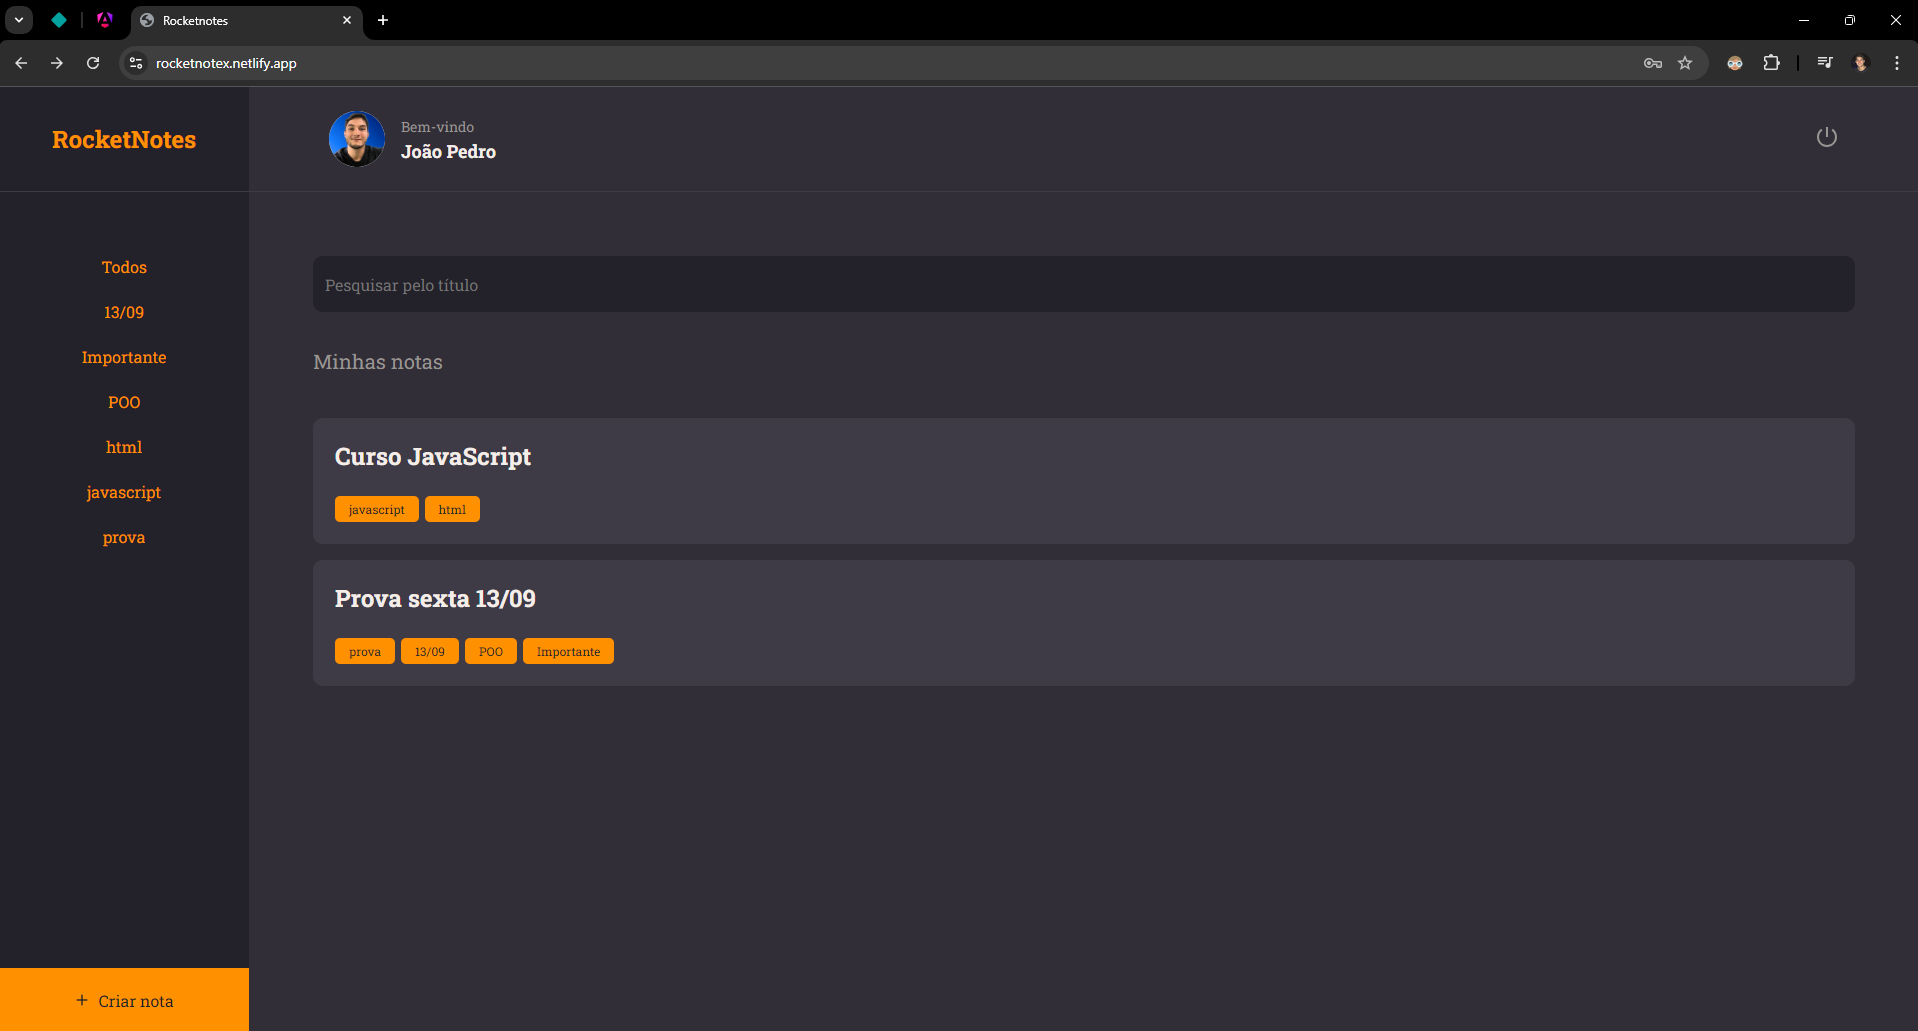 Rocketnotes
rocketnotex.netlify.app
RocketNotes
Bem-vindo
João Pedro
Todos
13/09
Importante
POO
html
javascript
prova
Pesquisar pelo título
Minhas notas
Curso JavaScript
javascript html
Prova sexta 13/09
prova 13/09 POO Importante
+ Criar nota